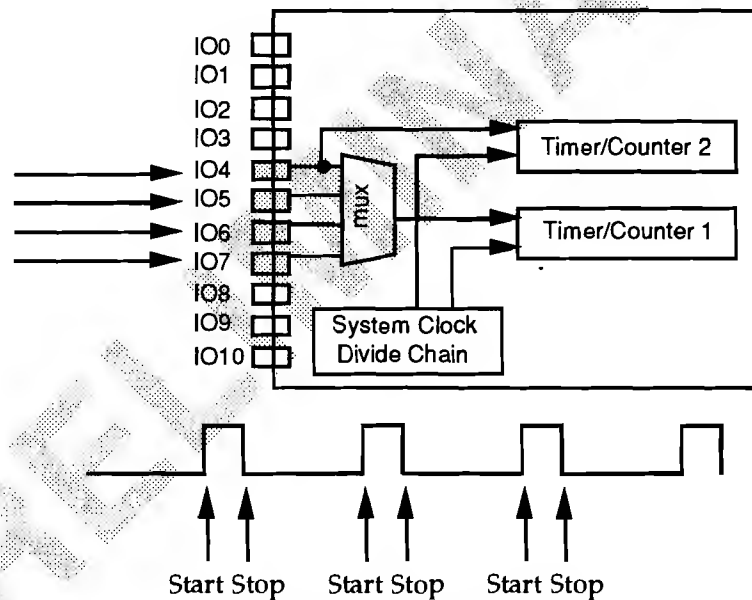 IO0
IO1
IO2
IO3
IO4
IO5
IO6
IO7
IO8
IO9
IO10
mux
Timer/Counter 2
Timer/Counter 1
System Clock
Divide Chain
Start Stop Start Stop Start Stop